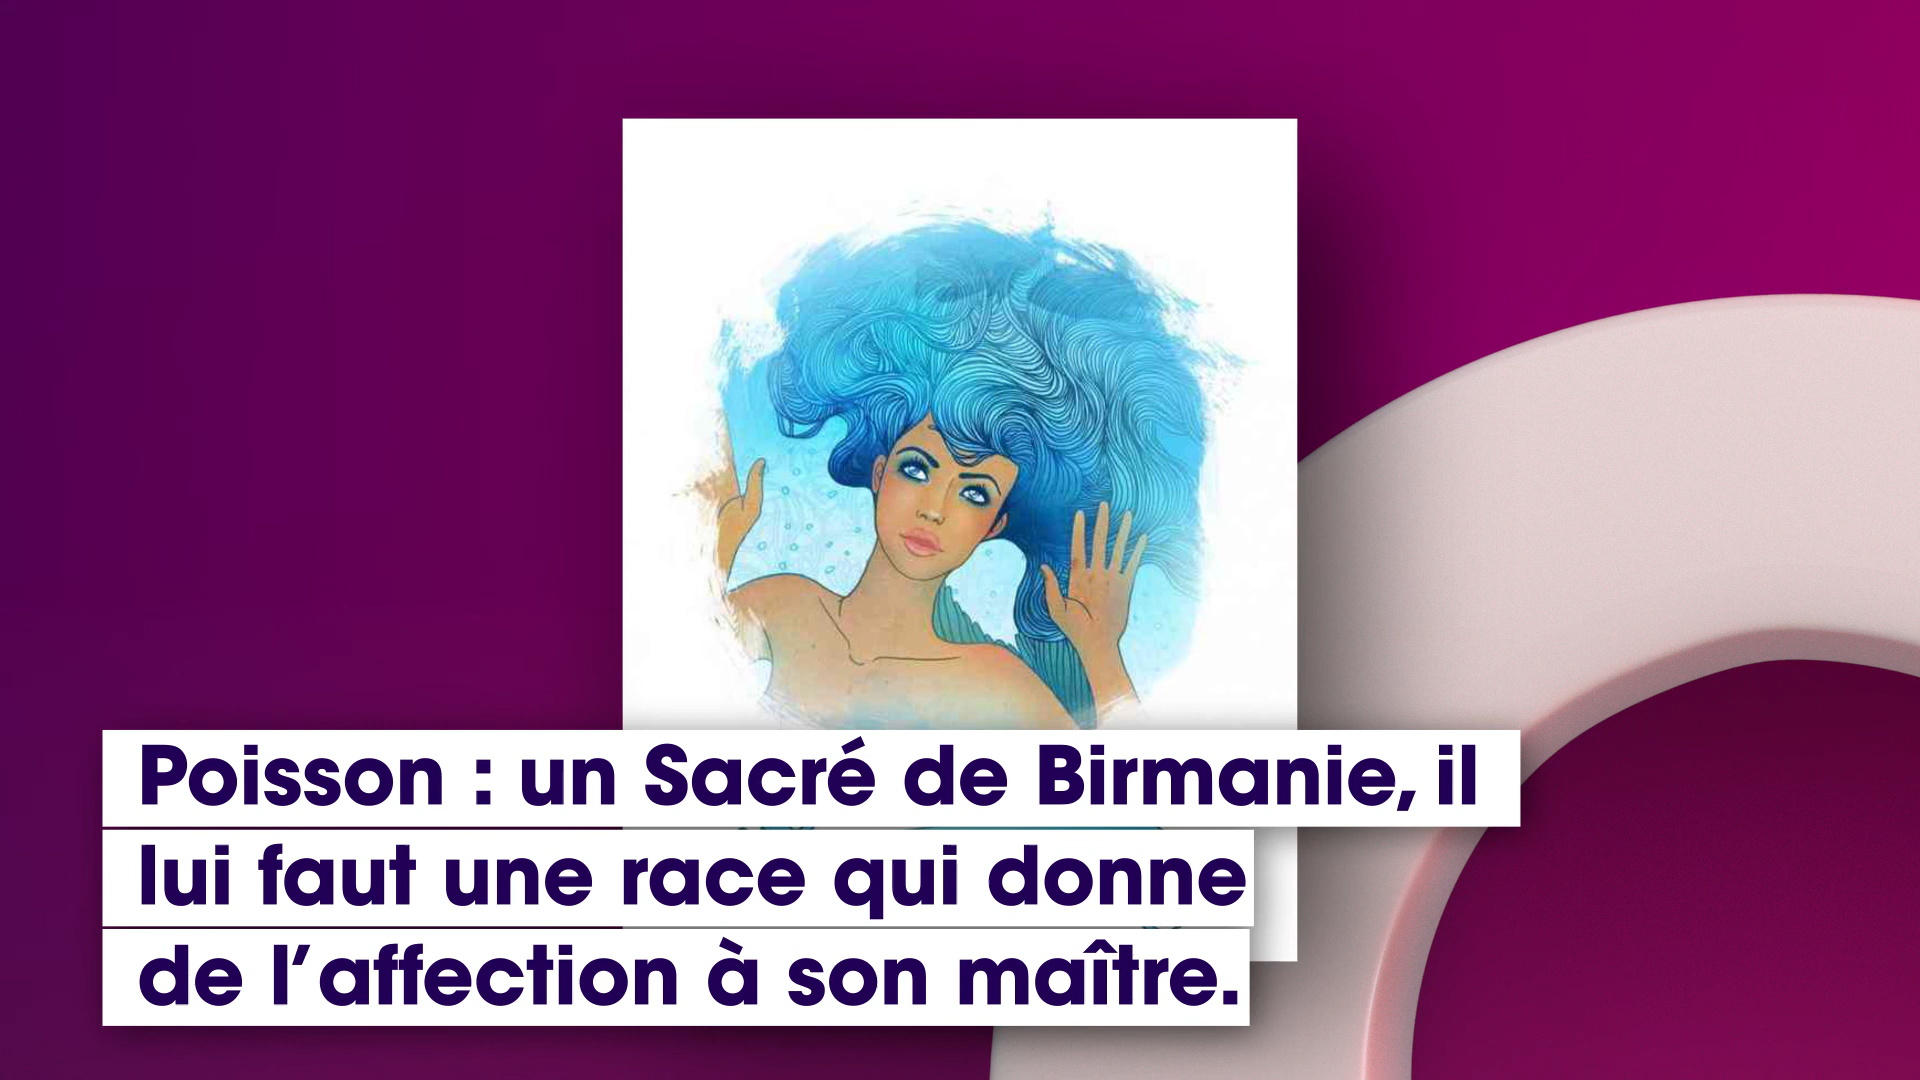 Poisson : un Sacré de Birmanie, il
lui faut une race qui donne
de l’affection à son maître.